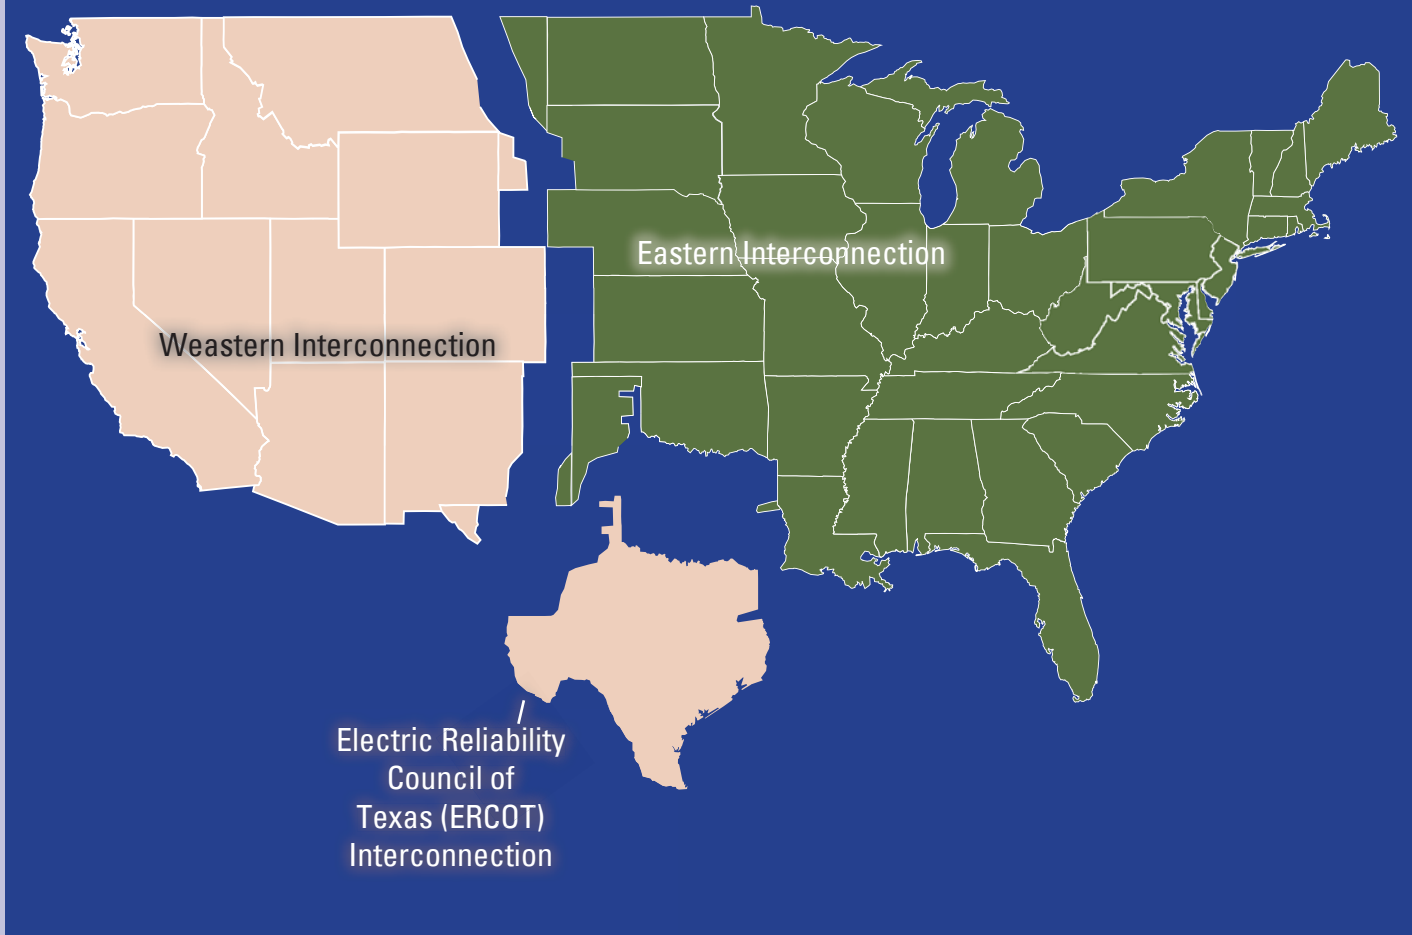 Eastern Interconnection
Weastern Interconnection
Electric Reliability
Council of
Texas (ERCOT)
Interconnection